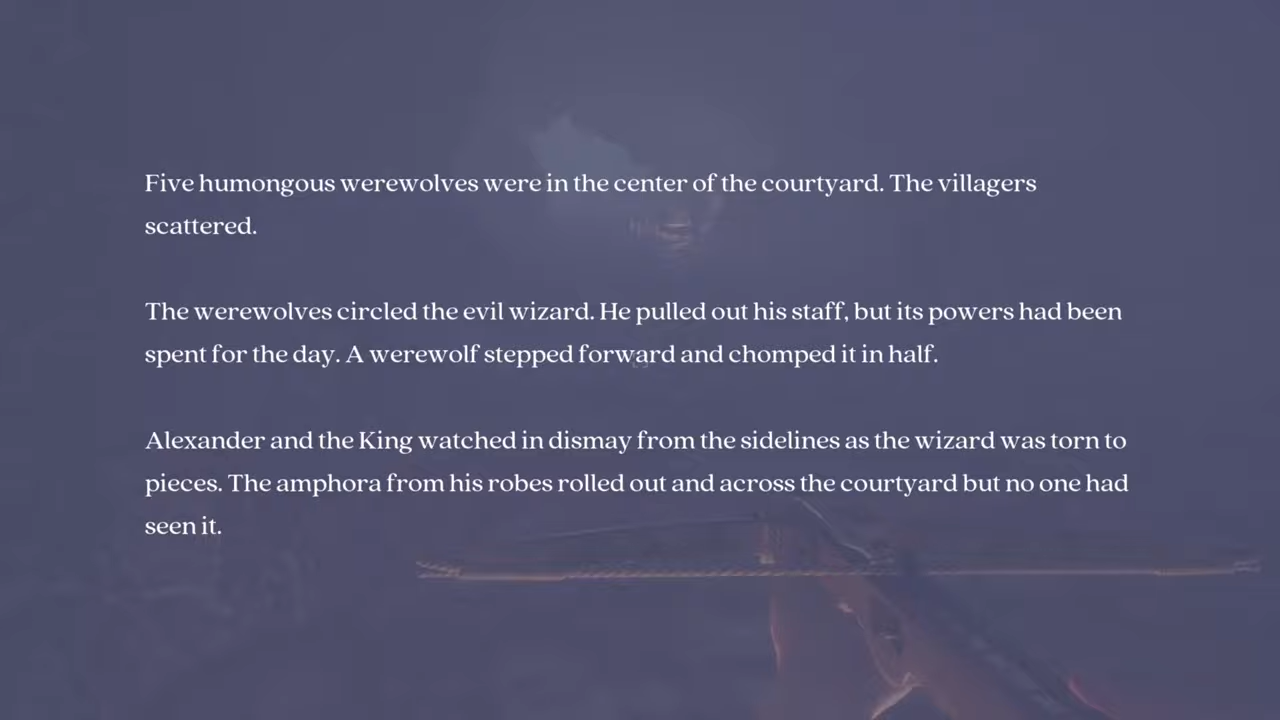 Five humongous werewolves were in the center of the courtyard. The villagers
scattered.
The werewolves circled the evil wizard. He pulled out his staff, but its powers had been
spent for the day. A werewolf stepped forward and chomped it in half.
Alexander and the King watched in dismay from the sidelines as the wizard was torn to
pieces. The amphora from his robes rolled out and across the courtyard but no one had
seen it.